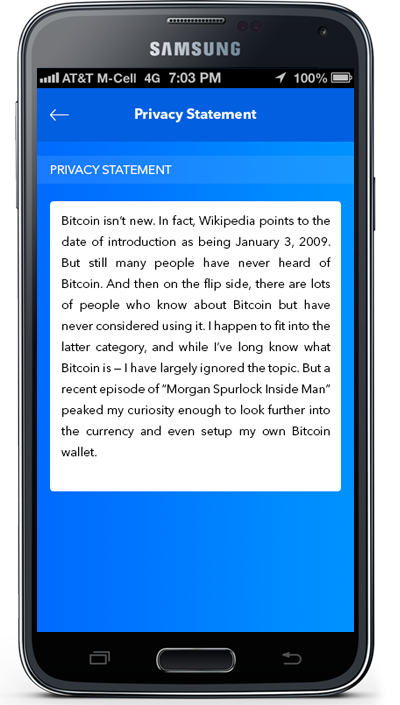 SAMSUNG
AT&T M-Cell 4G 7:03 PM 100%
Privacy Statement
PRIVACY STATEMENT
Bitcoin isn’t new. In fact, Wikipedia points to the
date of introduction as being January 3, 2009.
But still many people have never heard of
Bitcoin. And then on the flip side, there are lots
of people who know about Bitcoin but have
never considered using it. I happen to fit into the
latter category, and while I’ve long know what
Bitcoin is – I have largely ignored the topic. But a
recent episode of “Morgan Spurlock Inside Man”
peaked my curiosity enough to look further into
the currency and even setup my own Bitcoin
wallet.